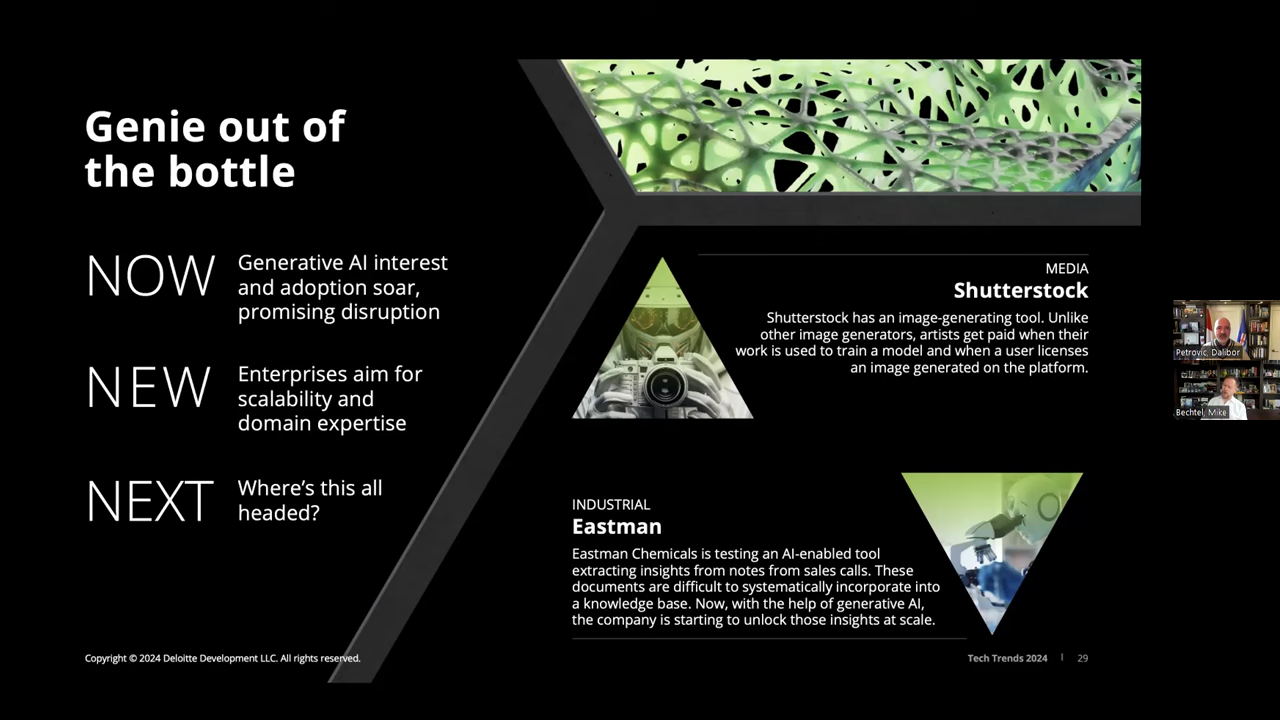 Genie out of
the bottle
NOW
Generative AI interest
and adoption soar,
promising disruption
NEW
Enterprises aim for
scalability and
domain expertise
NEXT
Where’s this all
headed?
MEDIA
Shutterstock
Shutterstock has an image-generating tool. Unlike
other image generators, artists get paid when their
work is used to train a model and when a user licenses
an image generated on the platform.
INDUSTRIAL
Eastman
Eastman Chemicals is testing an AI-enabled tool
extracting insights from notes from sales calls. These
documents are difficult to systematically incorporate into
a knowledge base. Now, with the help of generative AI,
the company is starting to unlock those insights at scale.
Copyright © 2024 Deloitte Development LLC. All rights reserved.
Tech Trends 2024 | 29
Petrovic, Dalibor
Bechtel, Mike